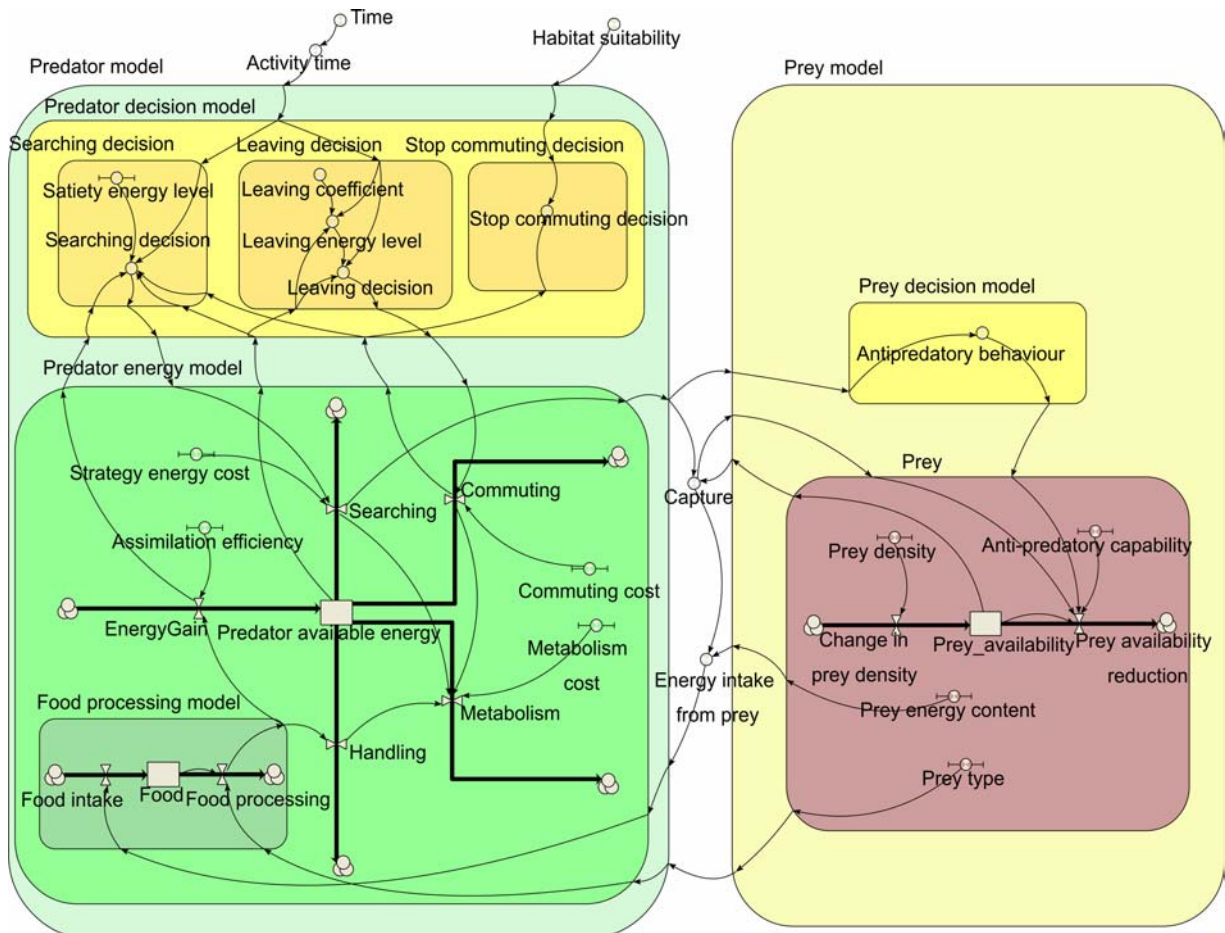 Time
Habitat suitability
Activity time
Predator model
Prey model
Predator decision model
Searching decision
Leaving decision
Stop commuting decision
Satiety energy level
Leaving coefficient
Stop commuting decision
Searching decision
Leaving energy level
Leaving decision
Prey decision model
Antipredatory behaviour
Predator energy model
Strategy energy cost
Searching
Commuting
Capture
Prey
Assimilation efficiency
Prey density
Anti-predatory capability
Commuting cost
EnergyGain
Predator available energy
Metabolism
cost
Change in
prey density
Prey_availability
Prey availability
reduction
Energy intake
from prey
Prey energy content
Food processing model
Metabolism
Handling
Prey type
Food intake
Food
Food processing